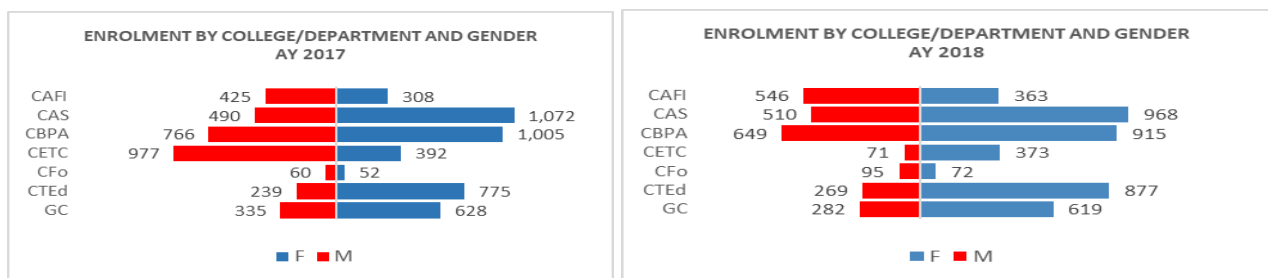 ENROLMENT BY COLLEGE/DEPARTMENT AND GENDER
AY 2017
CAFI 425 308
CAS 490 1,072
CBPA 766 1,005
CETC 977 392
CFo 60 52
CTEd 239 775
GC 335 628
F M
ENROLMENT BY COLLEGE/DEPARTMENT AND GENDER
AY 2018
CAFI 546 363
CAS 510 968
CBPA 649 915
CETC 71 373
CFo 95 72
CTEd 269 877
GC 282 619
F M